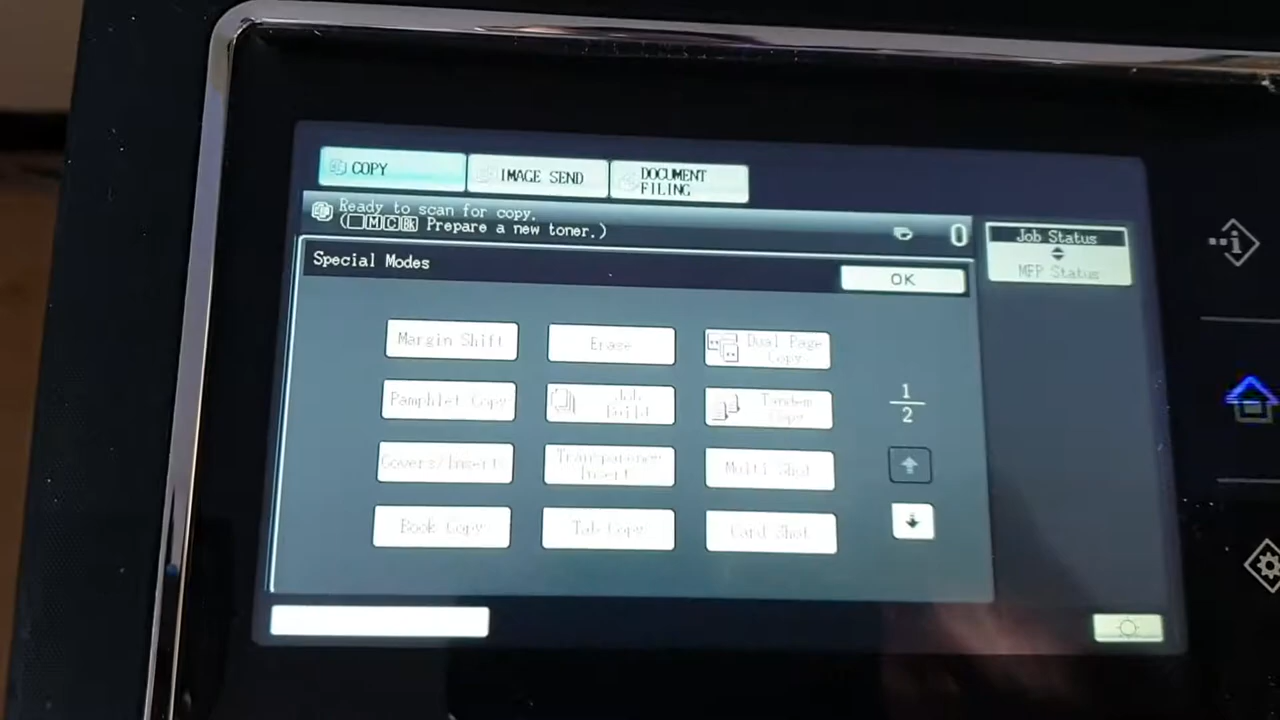 COPY
IMAGE SEND
DOCUMENT
FILING
Ready to scan for copy.
(MCBk Prepare a new toner.)
0
Job Status
MFP Status
Special Modes
OK
Margin Shift
Erase
Dual Page
Copy
Pamphlet Copy
Job
Build
Tandem
Copy
1
2
Covers/Inserts
Transparency
Insert
Multi Shot
Book Copy
Tab Copy
Card Shot